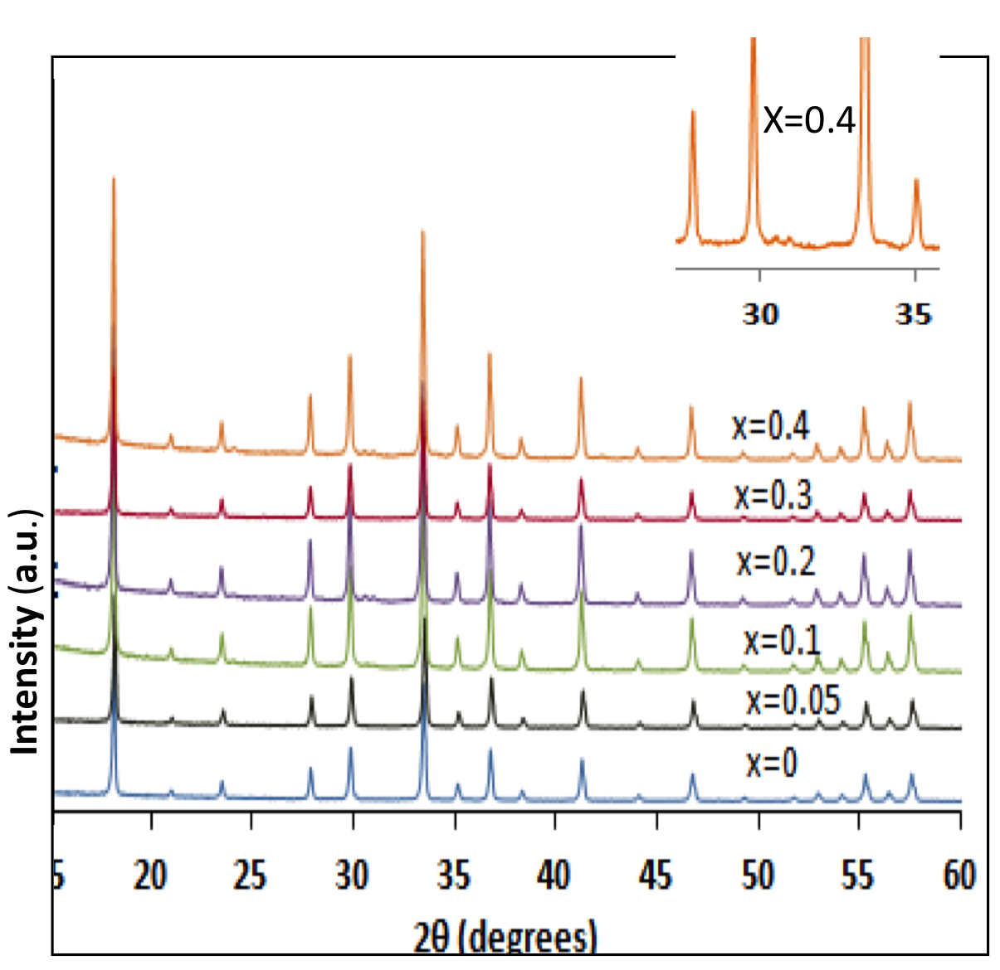 X=0.4
30 35
x=0.4
x=0.3
x=0.2
x=0.1
x=0.05
x=0
Intensity (a.u.)
5 20 25 30 35 40 45 50 55 60
2θ (degrees)